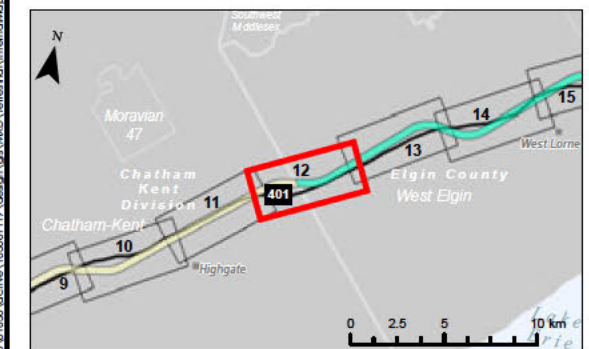 Southwest
Middlesex
N
Moravian
47
15
14
West Lorne
13
12
Chatham
Kent
Division
Elgin County
401
West Elgin
11
Chatham-Kent
10
Highgate
9
0 2.5 5 10 km
Lake
Erie